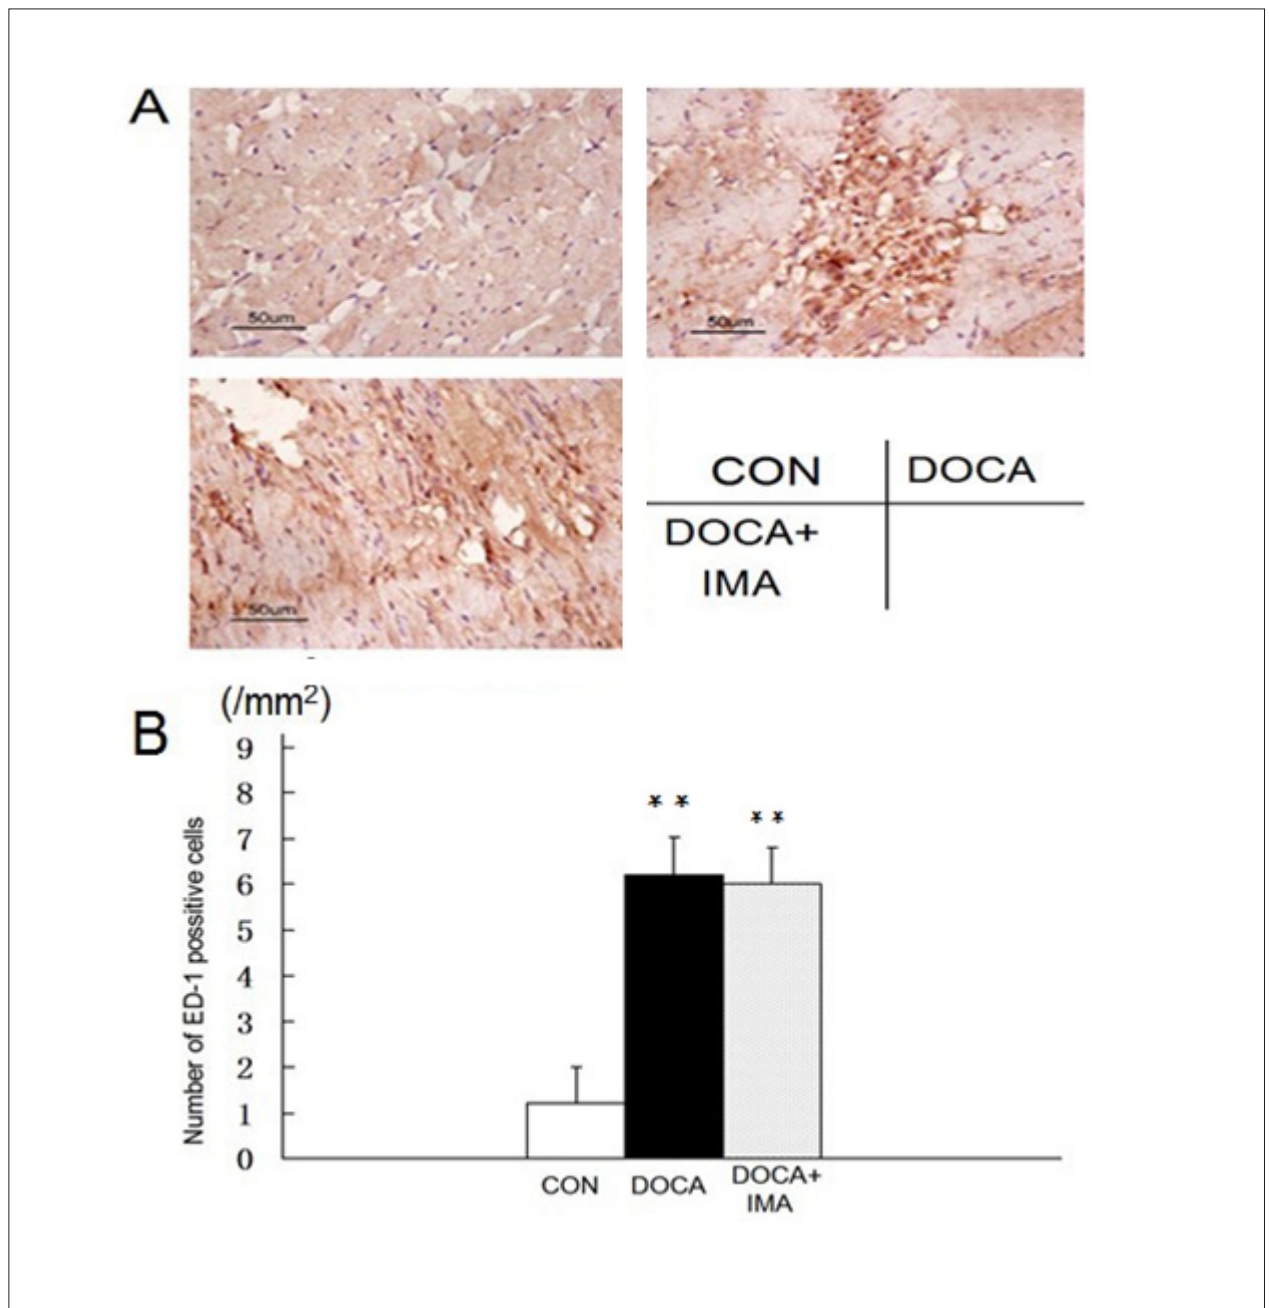 A
50um
50um
50um
CON
DOCA
DOCA+
IMA
B
(/mm²)
Number of ED-1 possitive cells
9
8
7
6
5
4
3
2
1
0
* *
* *
CON
DOCA
DOCA+
IMA